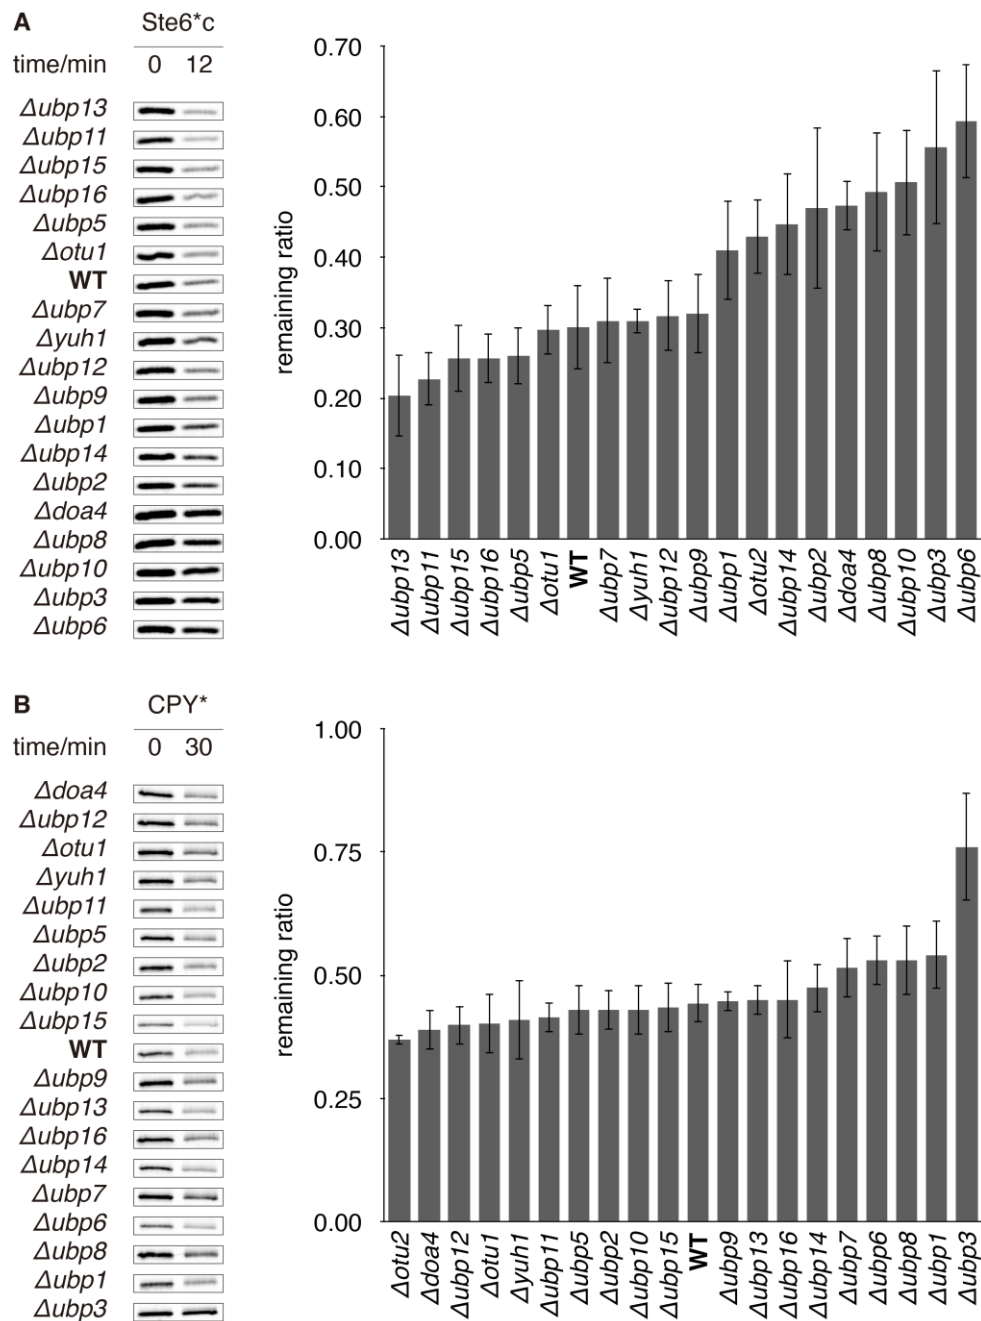 A
Ste6*c
time/min 0 12
Δubp13
Δubp11
Δubp15
Δubp16
Δubp5
Δotu1
WT
Δubp7
Δyuh1
Δubp12
Δubp9
Δubp1
Δubp14
Δubp2
Δdoa4
Δubp8
Δubp10
Δubp3
Δubp6
remaining ratio
0.70
0.60
0.50
0.40
0.30
0.20
0.10
0.00
Δubp13
Δubp11
Δubp15
Δubp16
Δubp5
Δotu1
WT
Δubp7
Δyuh1
Δubp12
Δubp9
Δubp1
Δotu2
Δubp14
Δubp2
Δdoa4
Δubp8
Δubp10
Δubp3
Δubp6
B
CPY*
time/min 0 30
Δdoa4
Δubp12
Δotu1
Δyuh1
Δubp11
Δubp5
Δubp2
Δubp10
Δubp15
WT
Δubp9
Δubp13
Δubp16
Δubp14
Δubp7
Δubp6
Δubp8
Δubp1
Δubp3
remaining ratio
1.00
0.75
0.50
0.25
0.00
Δotu2
Δdoa4
Δubp12
Δotu1
Δyuh1
Δubp11
Δubp5
Δubp2
Δubp10
Δubp15
WT
Δubp9
Δubp13
Δubp16
Δubp14
Δubp7
Δubp6
Δubp8
Δubp1
Δubp3